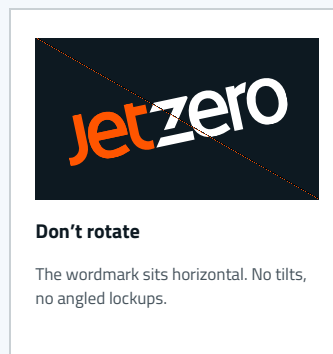 Jetzero
Don’t rotate
The wordmark sits horizontal. No tilts,
no angled lockups.